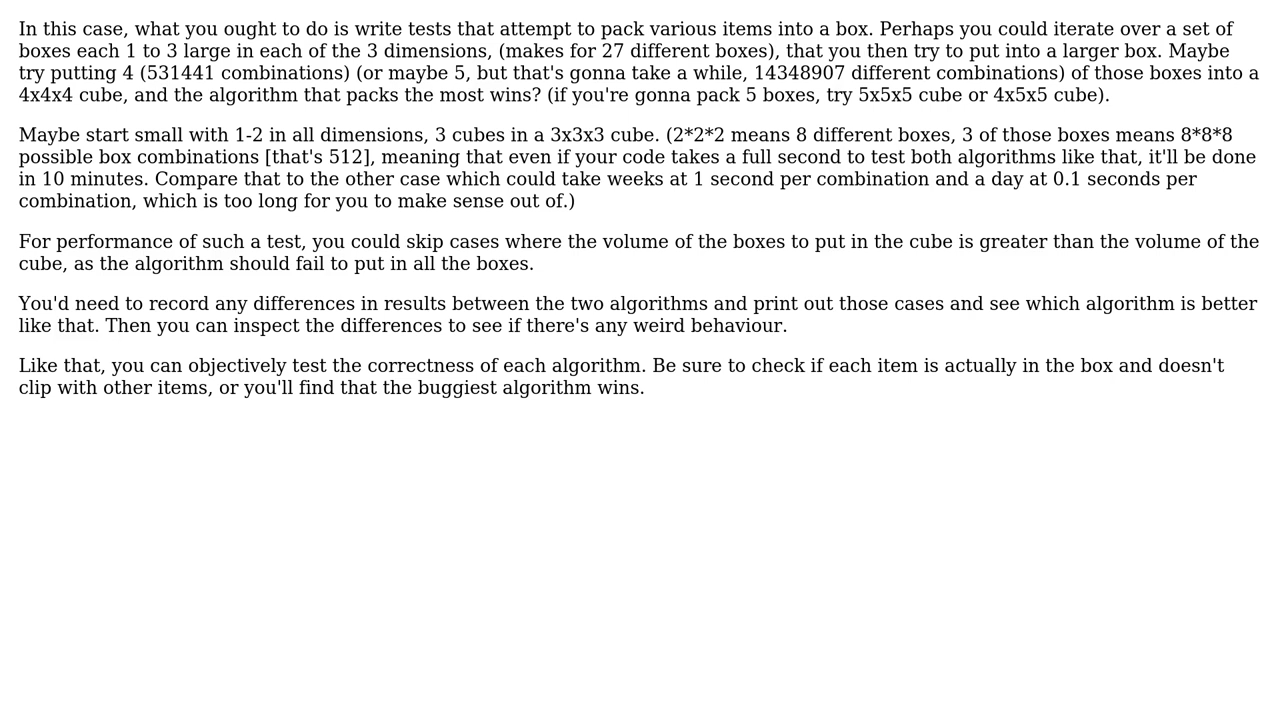 In this case, what you ought to do is write tests that attempt to pack various items into a box. Perhaps you could iterate over a set of
boxes each 1 to 3 large in each of the 3 dimensions, (makes for 27 different boxes), that you then try to put into a larger box. Maybe
try putting 4 (531441 combinations) (or maybe 5, but that's gonna take a while, 14348907 different combinations) of those boxes into a
4x4x4 cube, and the algorithm that packs the most wins? (if you're gonna pack 5 boxes, try 5x5x5 cube or 4x5x5 cube).
Maybe start small with 1-2 in all dimensions, 3 cubes in a 3x3x3 cube. (2*2*2 means 8 different boxes, 3 of those boxes means 8*8*8
possible box combinations [that's 512], meaning that even if your code takes a full second to test both algorithms like that, it'll be done
in 10 minutes. Compare that to the other case which could take weeks at 1 second per combination and a day at 0.1 seconds per
combination, which is too long for you to make sense out of.)
For performance of such a test, you could skip cases where the volume of the boxes to put in the cube is greater than the volume of the
cube, as the algorithm should fail to put in all the boxes.
You'd need to record any differences in results between the two algorithms and print out those cases and see which algorithm is better
like that. Then you can inspect the differences to see if there's any weird behaviour.
Like that, you can objectively test the correctness of each algorithm. Be sure to check if each item is actually in the box and doesn't
clip with other items, or you'll find that the buggiest algorithm wins.